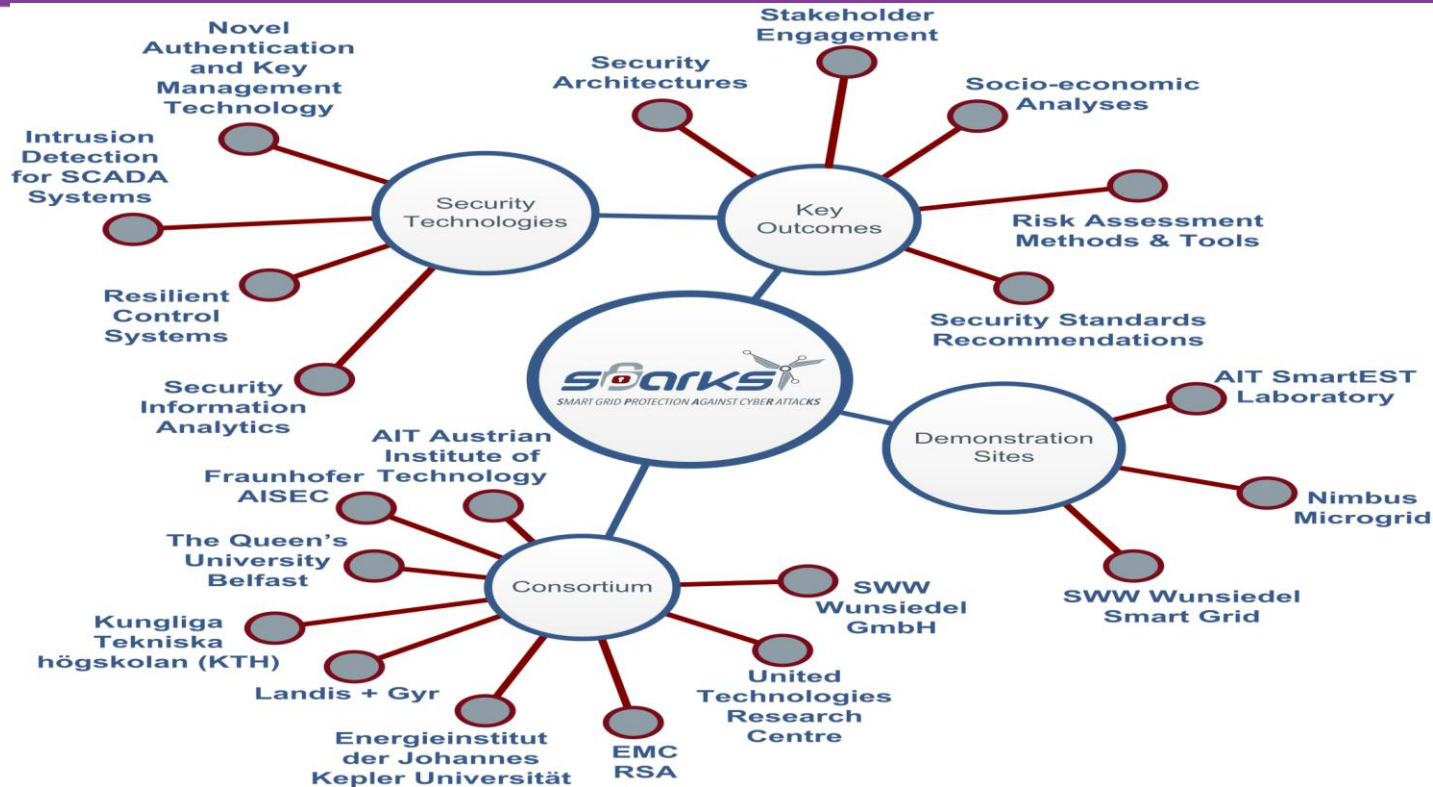 Novel
Authentication
and Key
Management
Technology
Intrusion
Detection
for SCADA
Systems
Resilient
Control
Systems
Security
Information
Analytics
Security
Technologies
Stakeholder
Engagement
Security
Architectures
Socio-economic
Analyses
Risk Assessment
Methods & Tools
Security Standards
Recommendations
Key
Outcomes
SPARKS
SMART GRID PROTECTION AGAINST CYBER ATTACKS
AIT SmartEST
Laboratory
Demonstration
Sites
Nimbus
Microgrid
SWW Wunsiedel
Smart Grid
AIT Austrian
Institute of
Technology
Fraunhofer
AISEC
The Queen's
University
Belfast
Kungliga
Tekniska
högskolan (KTH)
Landis + Gyr
Energieinstitut
der Johannes
Kepler Universität
EMC
RSA
United
Technologies
Research
Centre
SWW
Wunsiedel
GmbH
Consortium